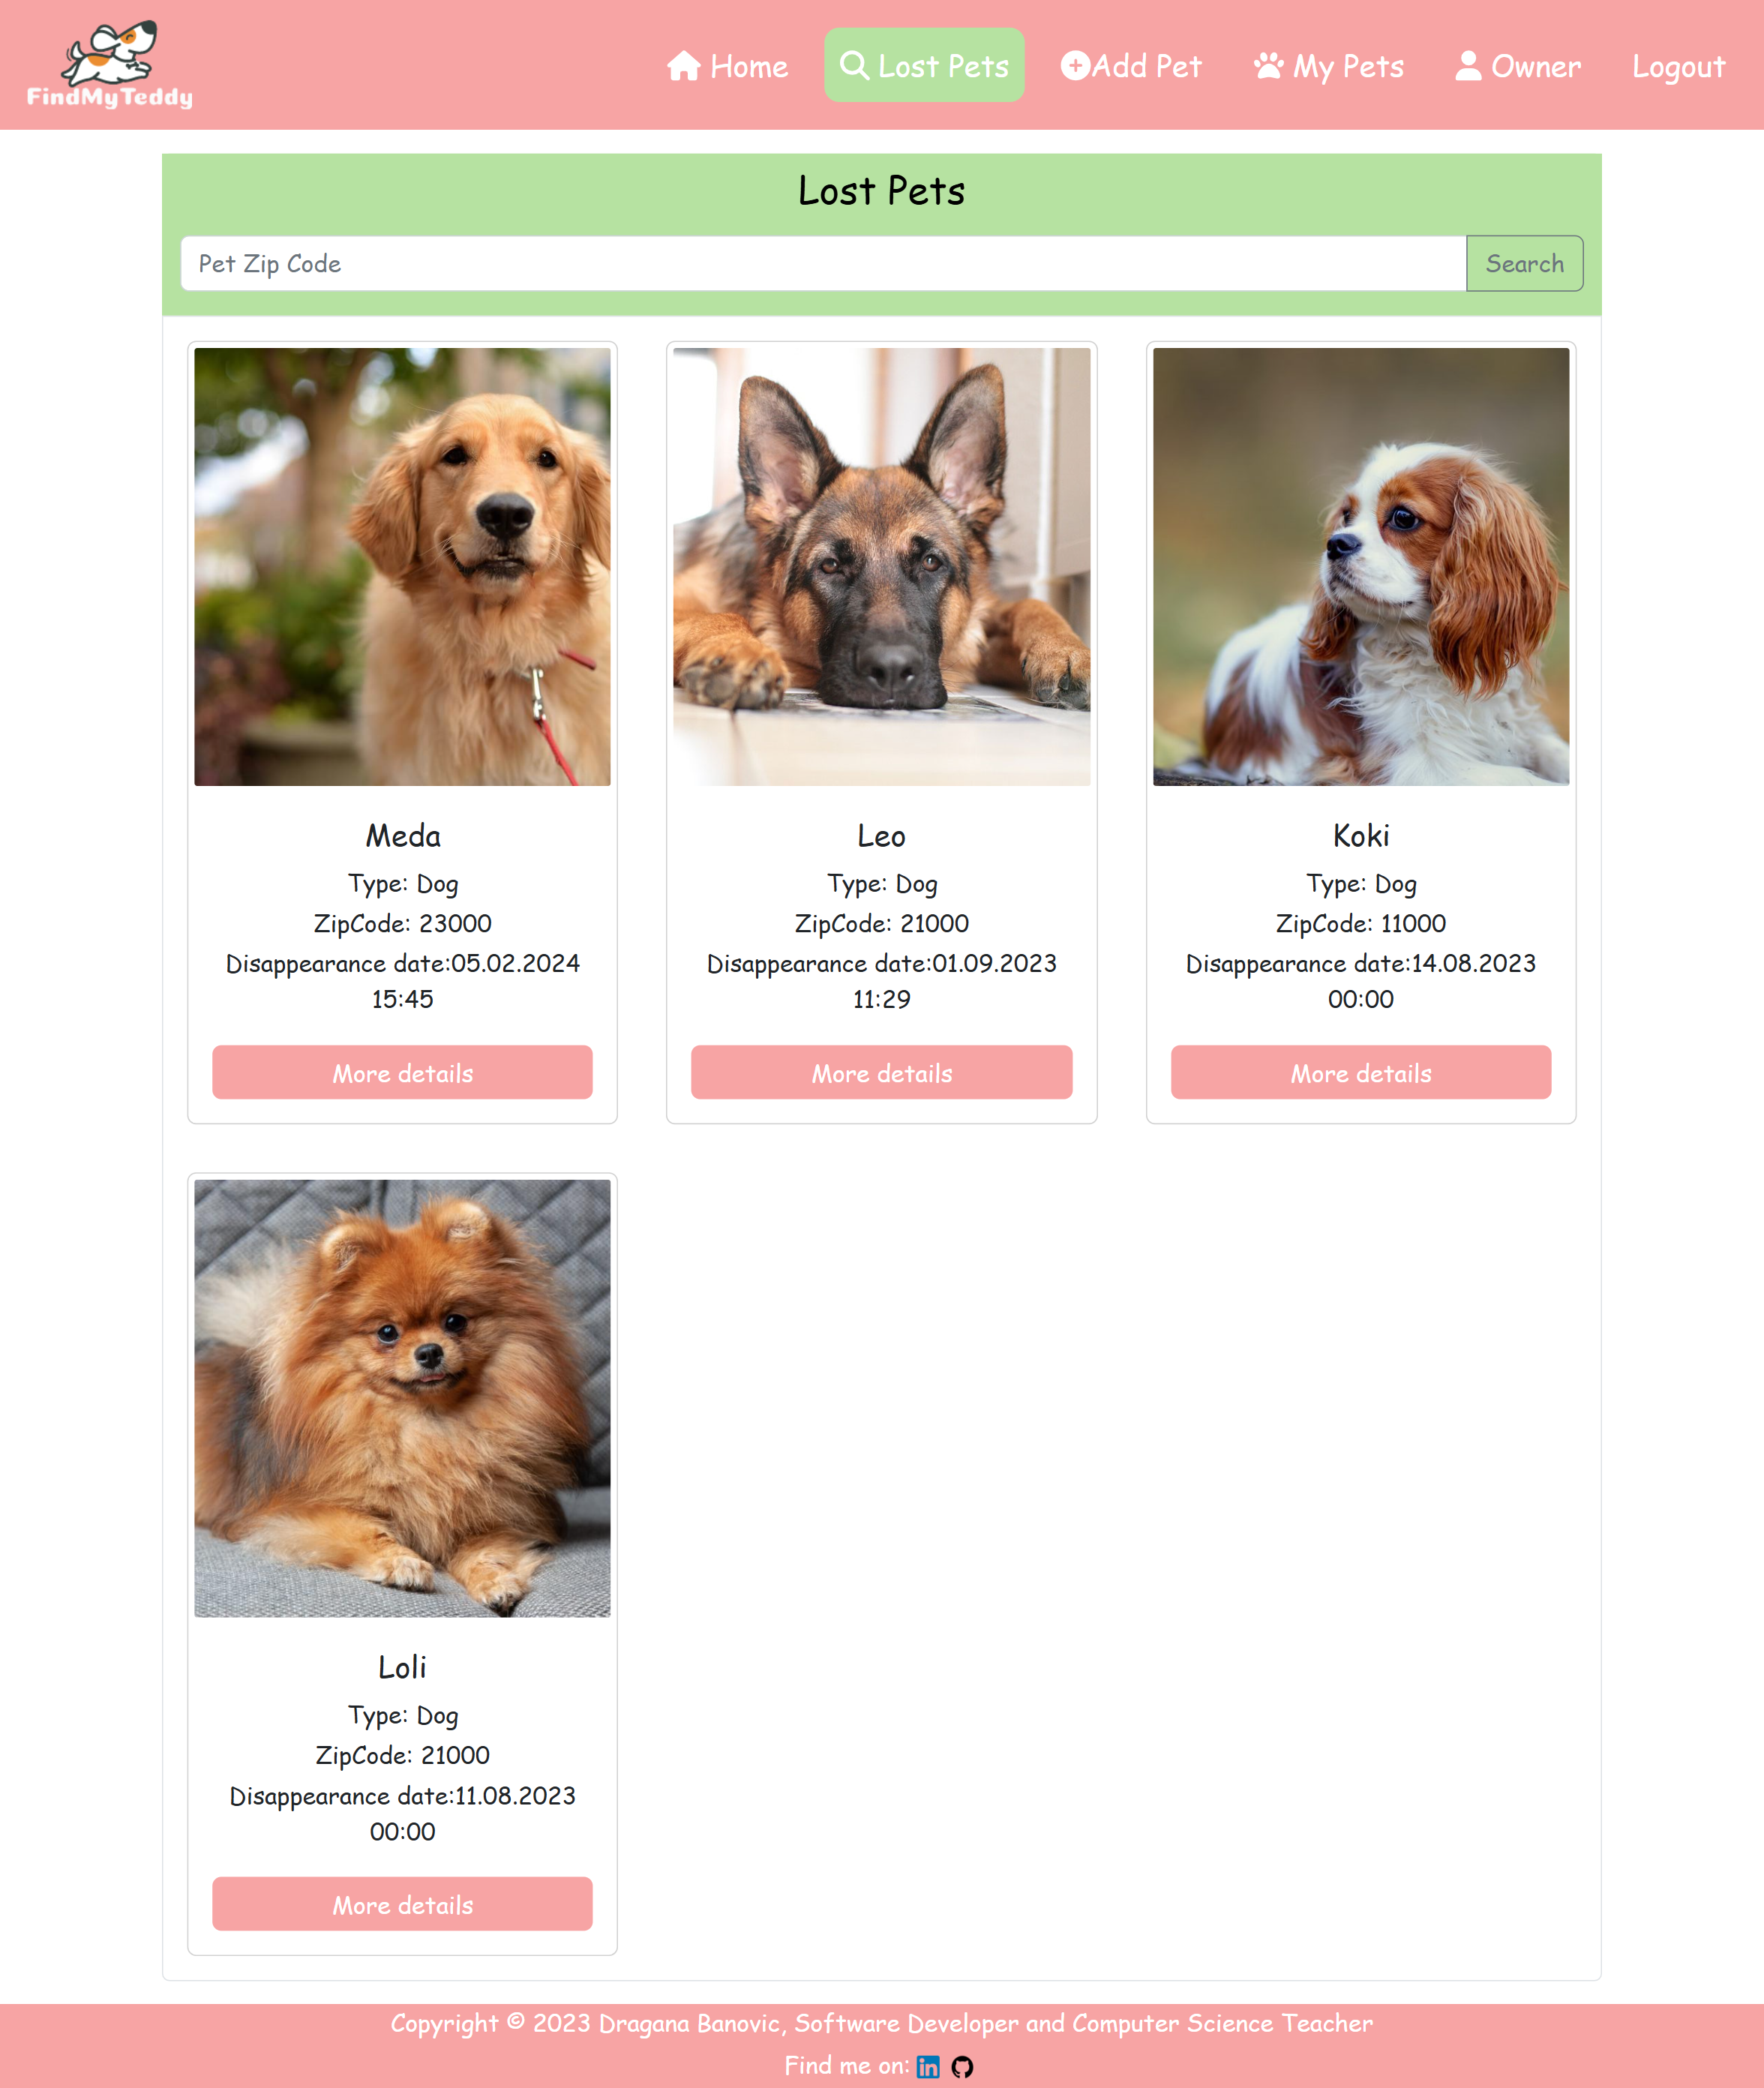 FindMyTeddy
Home
Lost Pets
Add Pet
My Pets
Owner
Logout
Lost Pets
Pet Zip Code
Search
Meda
Type: Dog
ZipCode: 23000
Disappearance date:05.02.2024
15:45
More details
Leo
Type: Dog
ZipCode: 21000
Disappearance date:01.09.2023
11:29
More details
Koki
Type: Dog
ZipCode: 11000
Disappearance date:14.08.2023
00:00
More details
Loli
Type: Dog
ZipCode: 21000
Disappearance date:11.08.2023
00:00
More details
Copyright © 2023 Dragana Banovic, Software Developer and Computer Science Teacher
Find me on: in